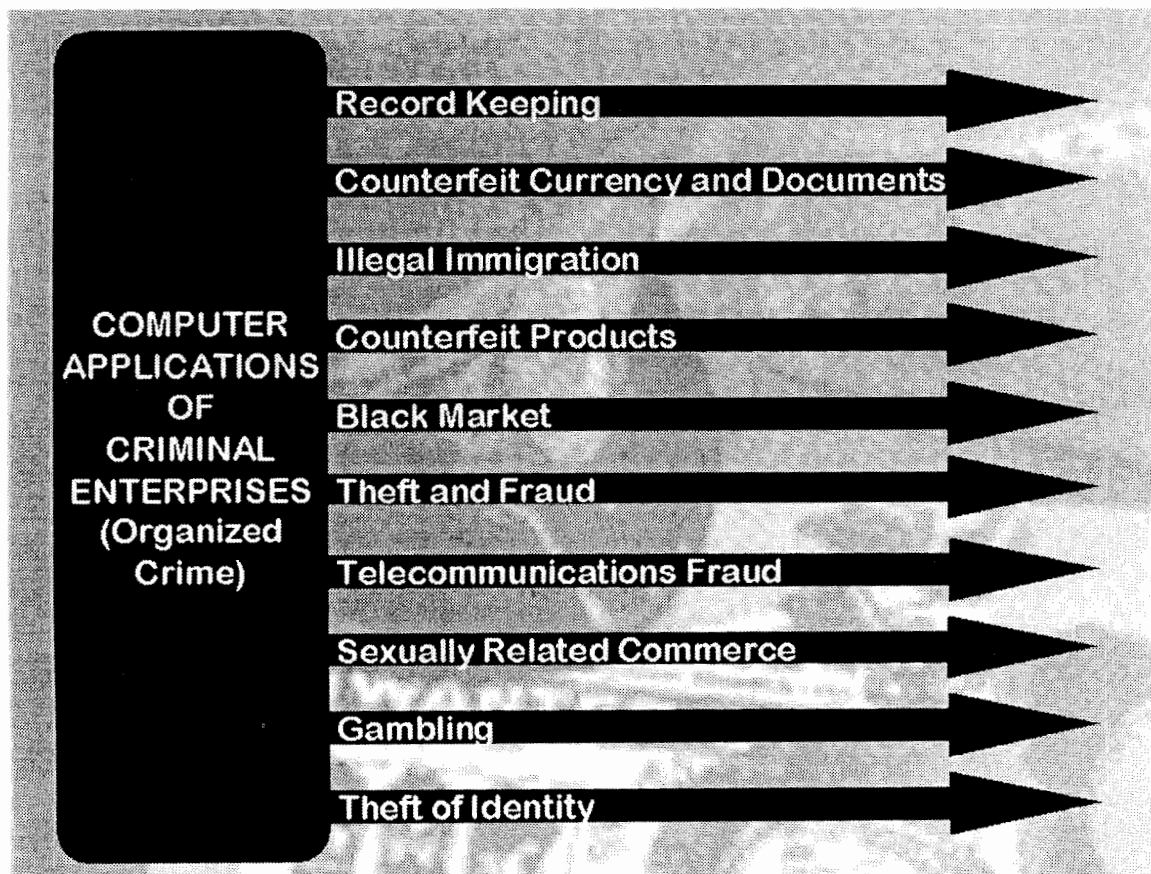 COMPUTER
APPLICATIONS
OF
CRIMINAL
ENTERPRISES
(Organized
Crime)
Record Keeping
Counterfeit Currency and Documents
Illegal Immigration
Counterfeit Products
Black Market
Theft and Fraud
Telecommunications Fraud
Sexually Related Commerce
WANTED
Gambling
Theft of Identity